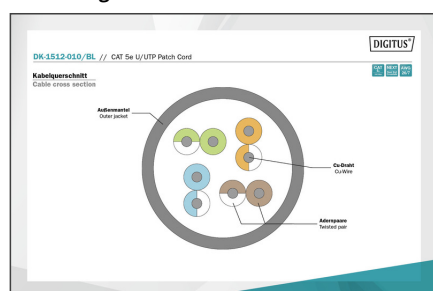 DIGITUS®
DK-1512-010/BL // CAT 5e U/UTP Patch Cord
Kabelquerschnitt
Cable cross section
Außenmantel
Outer jacket
Cu-Draht
Cu-Wire
Aderspaare
Twisted pair